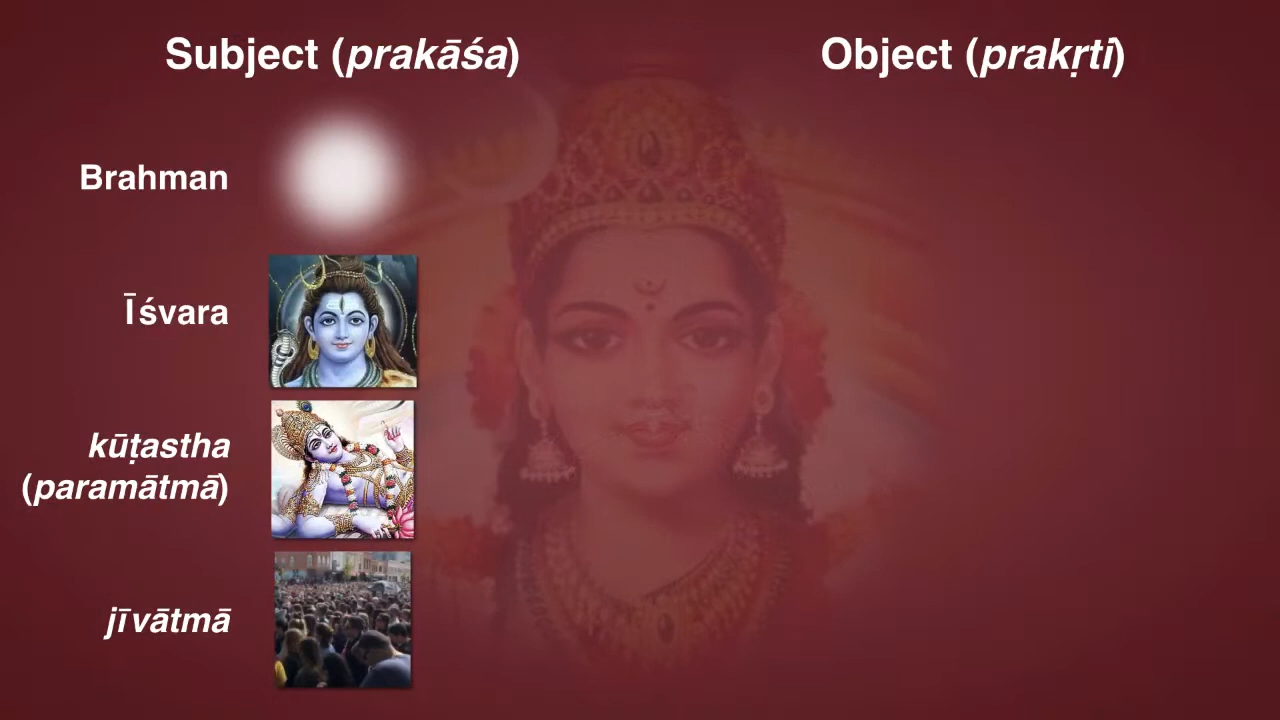 Subject (prakāśa)
Object (prakṛti)
Brahman
Īśvara
kūṭastha
(paramātmā)
jīvātmā